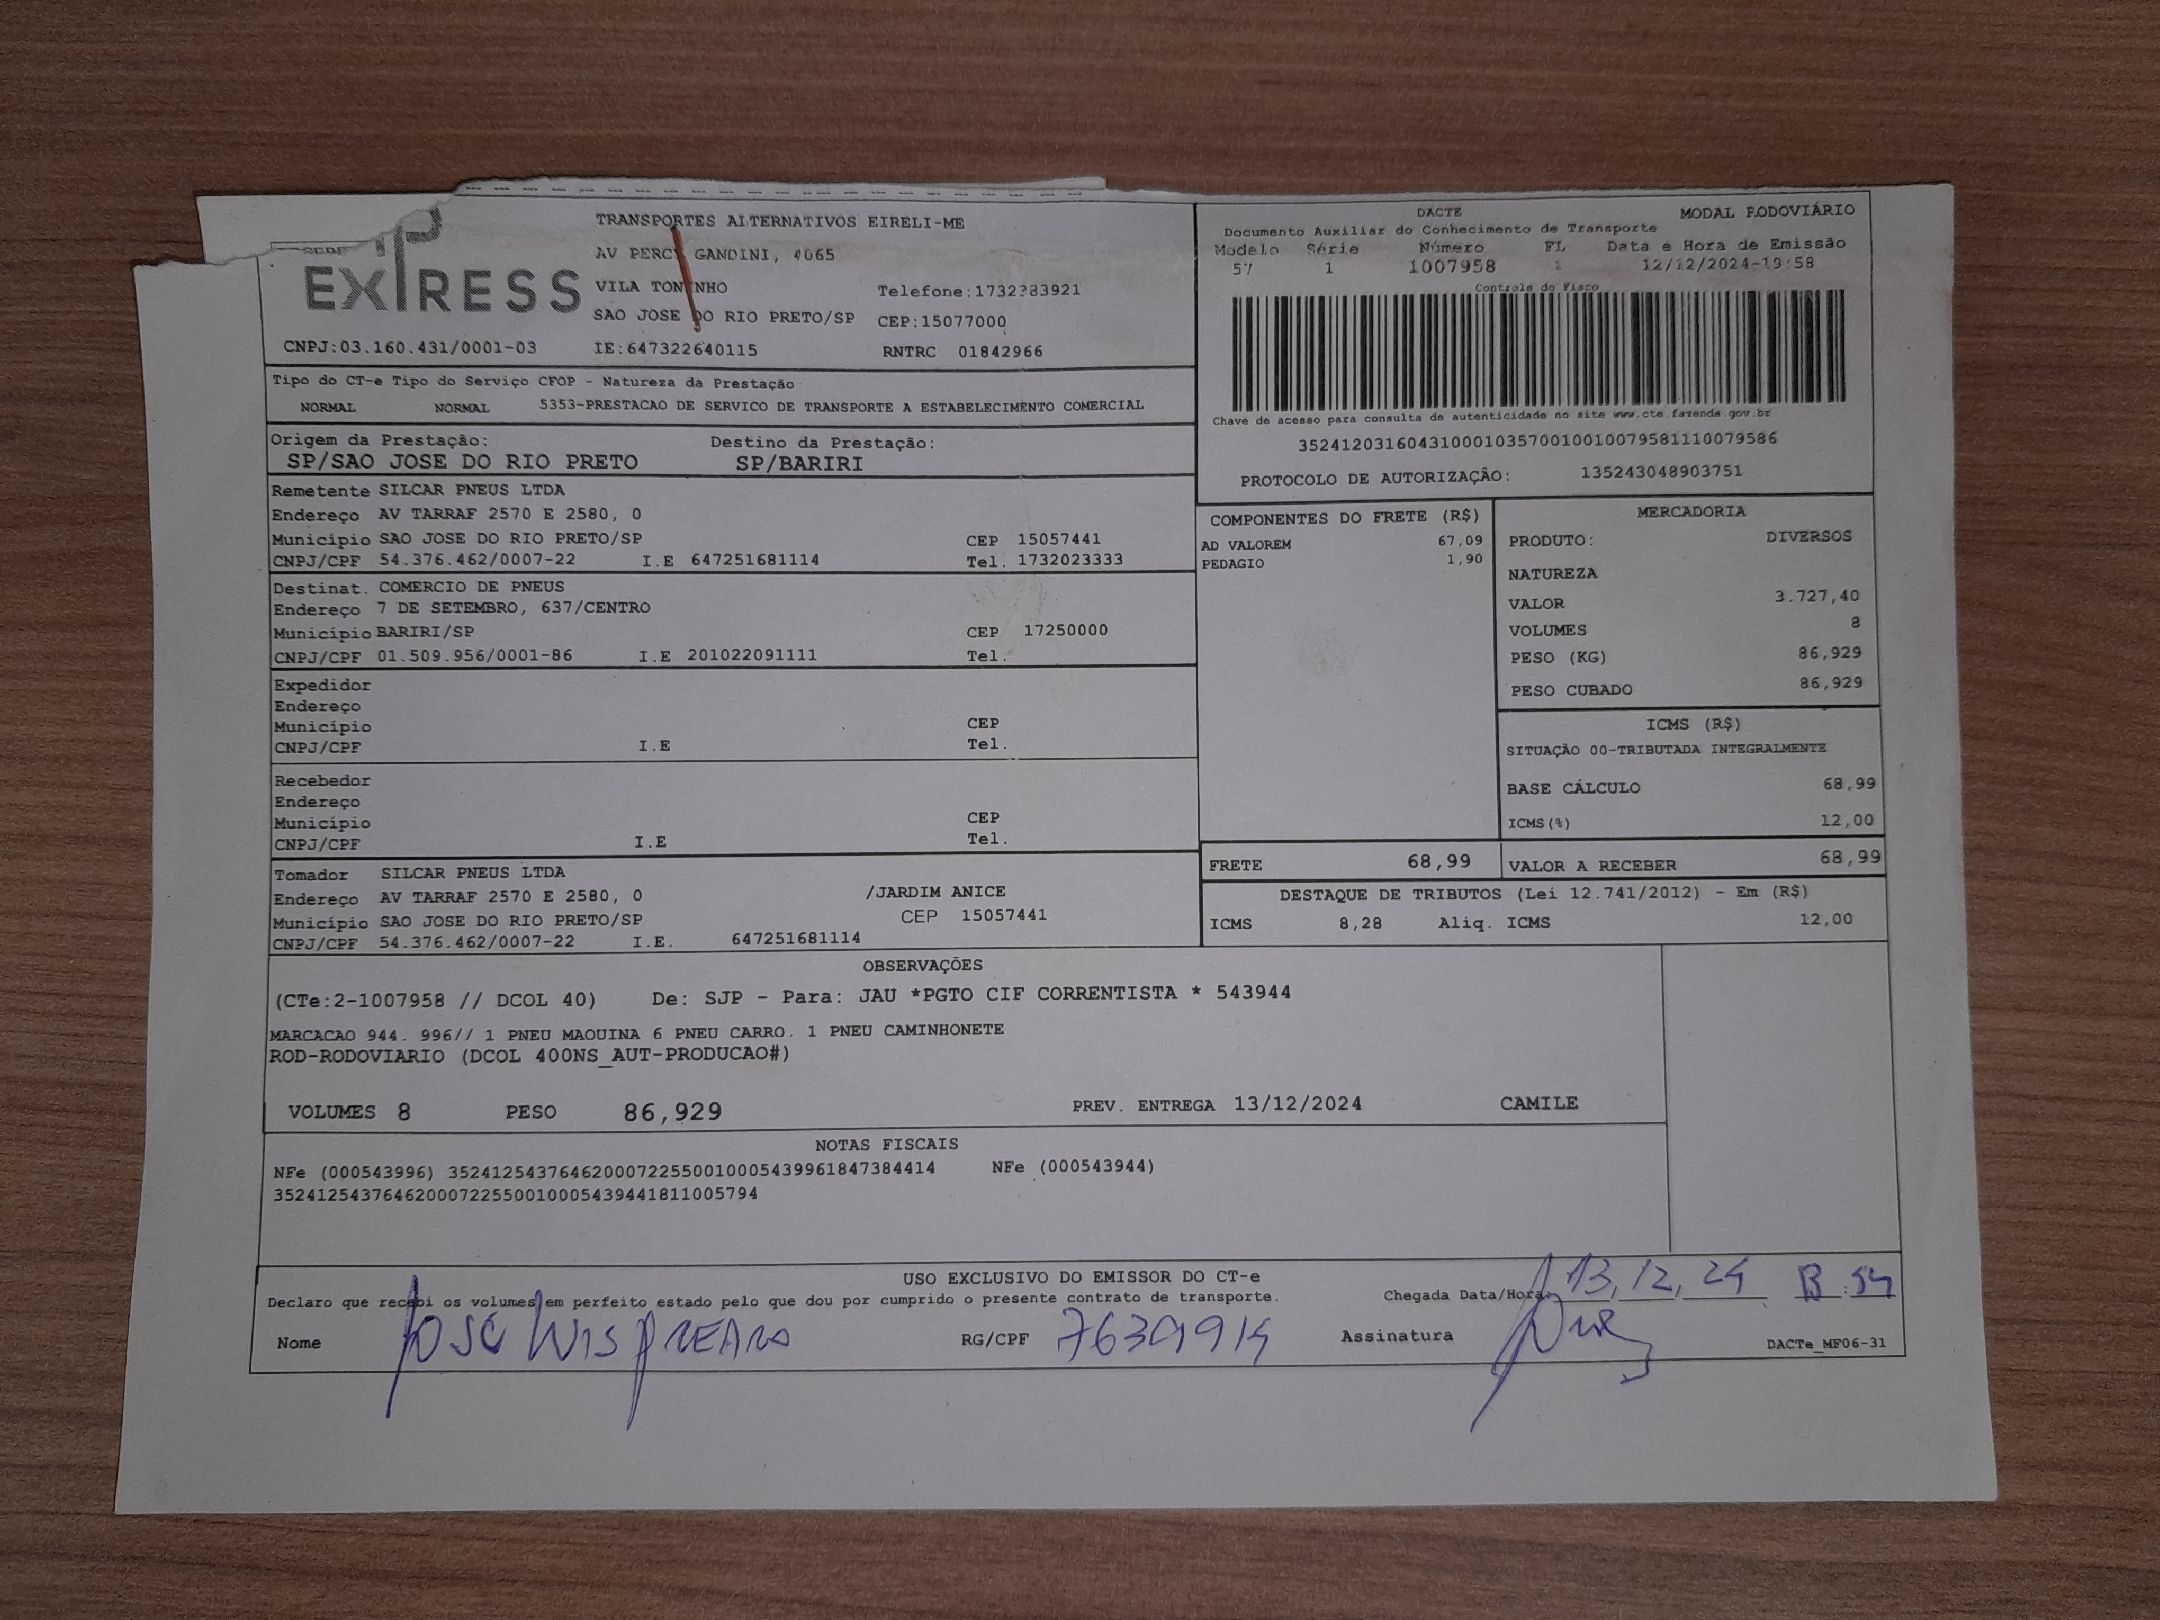 EXPRESS
TRANSPORTES ALTERNATIVOS EIRELI-ME
AV PERCY GANDINI, 4065
VILA TONINHO Telefone:1732383921
SAO JOSE DO RIO PRETO/SP CEP:15077000
CNPJ:03.160.431/0001-03 IE:647322640115 RNTRC 01842966
DACTE MODAL RODOVIÁRIO
Documento Auxiliar do Conhecimento de Transporte
Modelo Série Número FL Data e Hora de Emissão
57 1 1007958 1 12/12/2024-19:58
Controle do Fisco
Chave de acesso para consulta de autenticidade no site www.cte.fazenda.gov.br
35241203160431000103570010010079581110079586
PROTOCOLO DE AUTORIZAÇÃO: 135243048903751
Tipo do CT-e Tipo do Serviço CFOP - Natureza da Prestação
NORMAL NORMAL 5353-PRESTACAO DE SERVICO DE TRANSPORTE A ESTABELECIMENTO COMERCIAL
Origem da Prestação: Destino da Prestação:
SP/SAO JOSE DO RIO PRETO SP/BARIRI
Remetente SILCAR PNEUS LTDA
Endereço AV TARRAF 2570 E 2580, 0
Município SAO JOSE DO RIO PRETO/SP CEP 15057441
CNPJ/CPF 54.376.462/0007-22 I.E 647251681114 Tel. 1732023333
Destinat. COMERCIO DE PNEUS
Endereço 7 DE SETEMBRO, 637/CENTRO
Município BARIRI/SP CEP 17250000
CNPJ/CPF 01.509.956/0001-86 I.E 201022091111 Tel.
Expedidor
Endereço
Município CEP
CNPJ/CPF I.E Tel.
Recebedor
Endereço
Município CEP
CNPJ/CPF I.E Tel.
Tomador SILCAR PNEUS LTDA
Endereço AV TARRAF 2570 E 2580, 0 /JARDIM ANICE
Município SAO JOSE DO RIO PRETO/SP CEP 15057441
CNPJ/CPF 54.376.462/0007-22 I.E. 647251681114
COMPONENTES DO FRETE (R$)
AD VALOREM 67,09
PEDAGIO 1,90
MERCADORIA
PRODUTO: DIVERSOS
NATUREZA
VALOR 3.727,40
VOLUMES 8
PESO (KG) 86,929
PESO CUBADO 86,929
ICMS (R$)
SITUAÇÃO 00-TRIBUTADA INTEGRALMENTE
BASE CÁLCULO 68,99
ICMS(%) 12,00
FRETE 68,99 VALOR A RECEBER 68,99
DESTAQUE DE TRIBUTOS (Lei 12.741/2012) - Em (R$)
ICMS 8,28 Aliq. ICMS 12,00
OBSERVAÇÕES
(CTe:2-1007958 // DCOL 40) De: SJP - Para: JAU *PGTO CIF CORRENTISTA * 543944
MARCACAO 944. 996// 1 PNEU MAQUINA 6 PNEU CARRO. 1 PNEU CAMINHONETE
ROD-RODOVIARIO (DCOL 400NS_AUT-PRODUCAO#)
VOLUMES 8 PESO 86,929 PREV. ENTREGA 13/12/2024 CAMILE
NOTAS FISCAIS
NFe (000543996) 35241254376462000722550010005439961847384414 NFe (000543944)
35241254376462000722550010005439441811005794
USO EXCLUSIVO DO EMISSOR DO CT-e
Declaro que recebi os volumes em perfeito estado pelo que dou por cumprido o presente contrato de transporte. Chegada Data/Hora: 13,12,24 :54
Nome JOSÉ LUIS RG/CPF 7639914 Assinatura DACTe_MF06-31